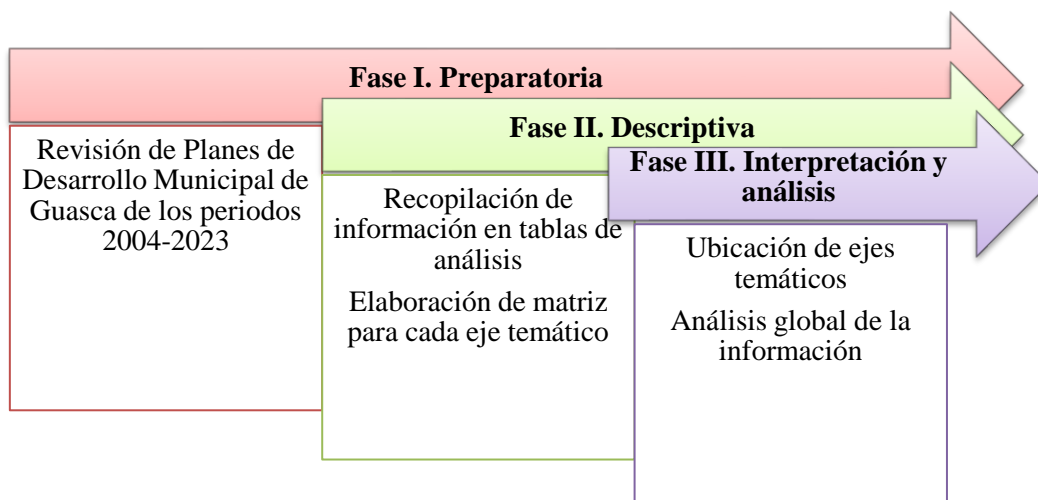 Fase I. Preparatoria
Revisión de Planes de
Desarrollo Municipal de
Guasca de los periodos
2004-2023
Fase II. Descriptiva
Recopilación de
información en tablas de
análisis
Elaboración de matriz
para cada eje temático
Fase III. Interpretación y
análisis
Ubicación de ejes
temáticos
Análisis global de la
información